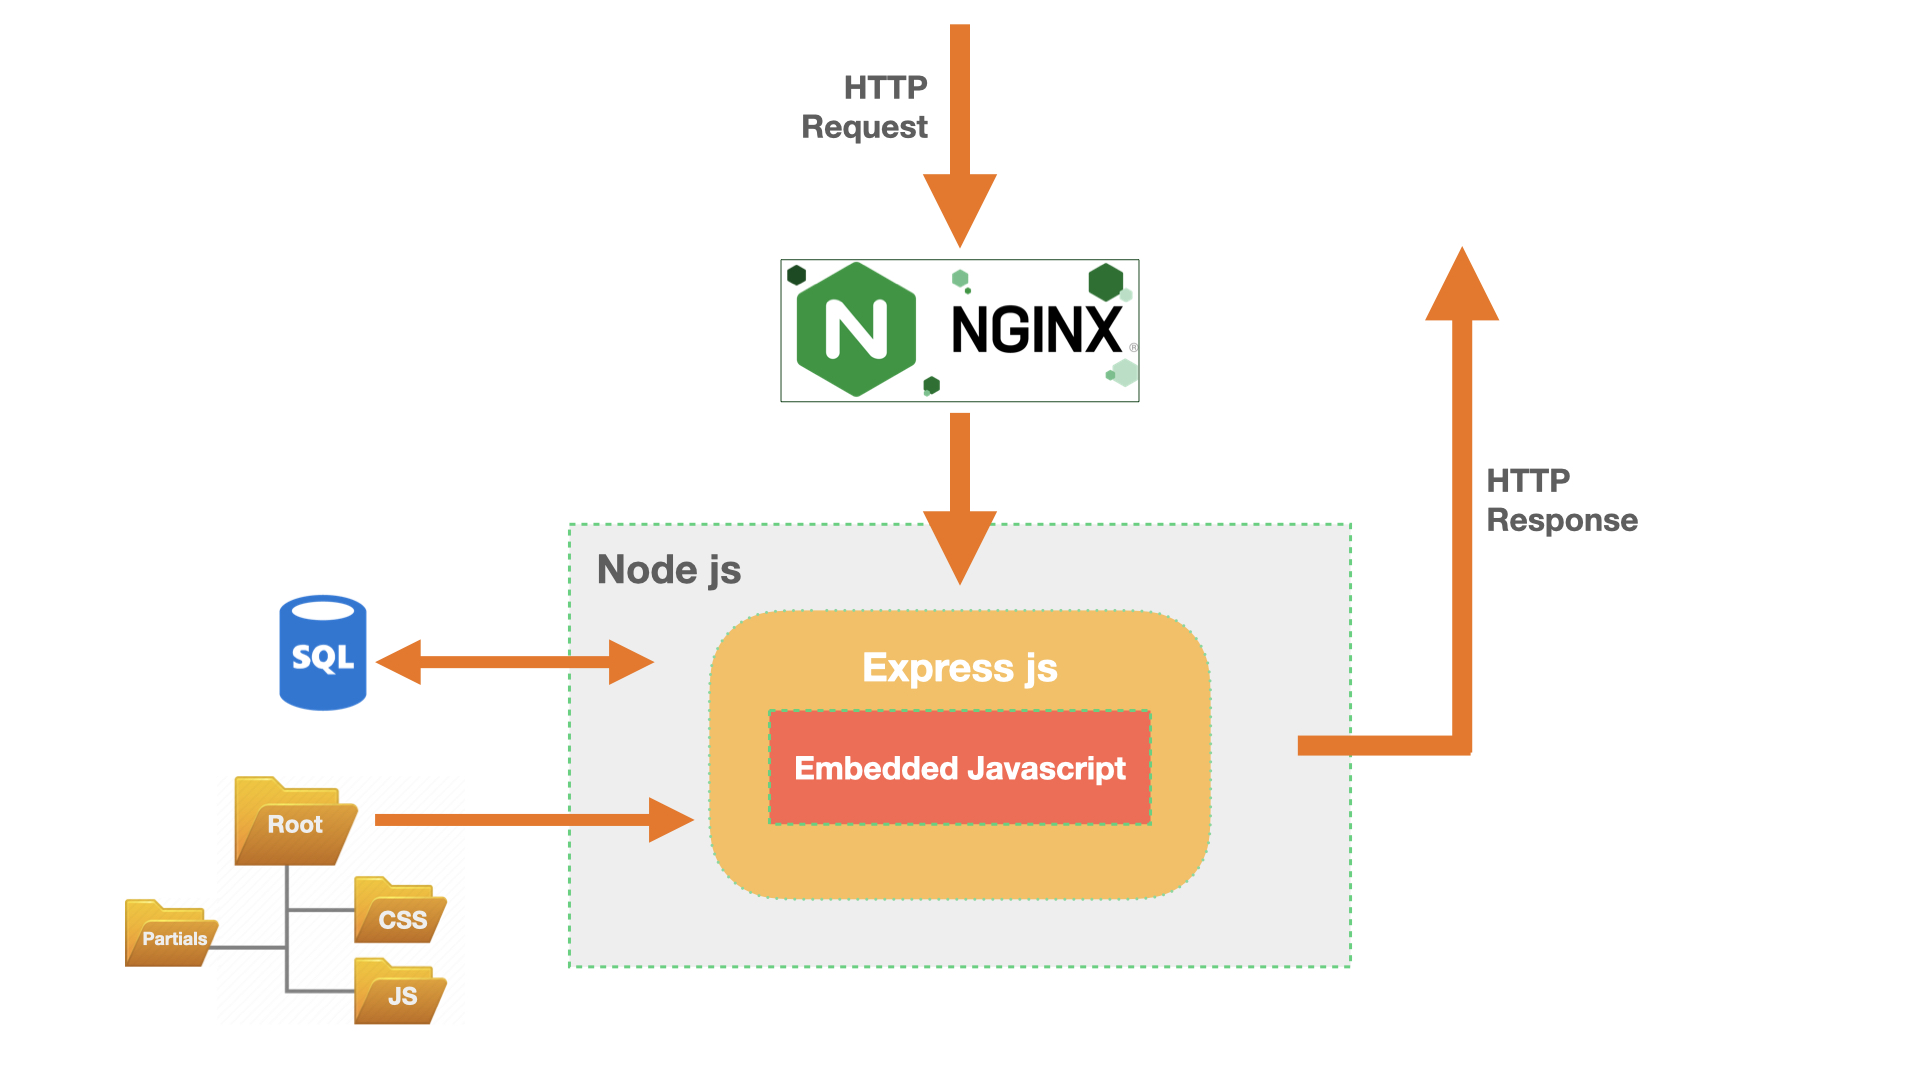 HTTP
Request
N
NGINX
®
HTTP
Response
Node js
Express js
SQL
Embedded Javascript
Root
CSS
Partials
JS